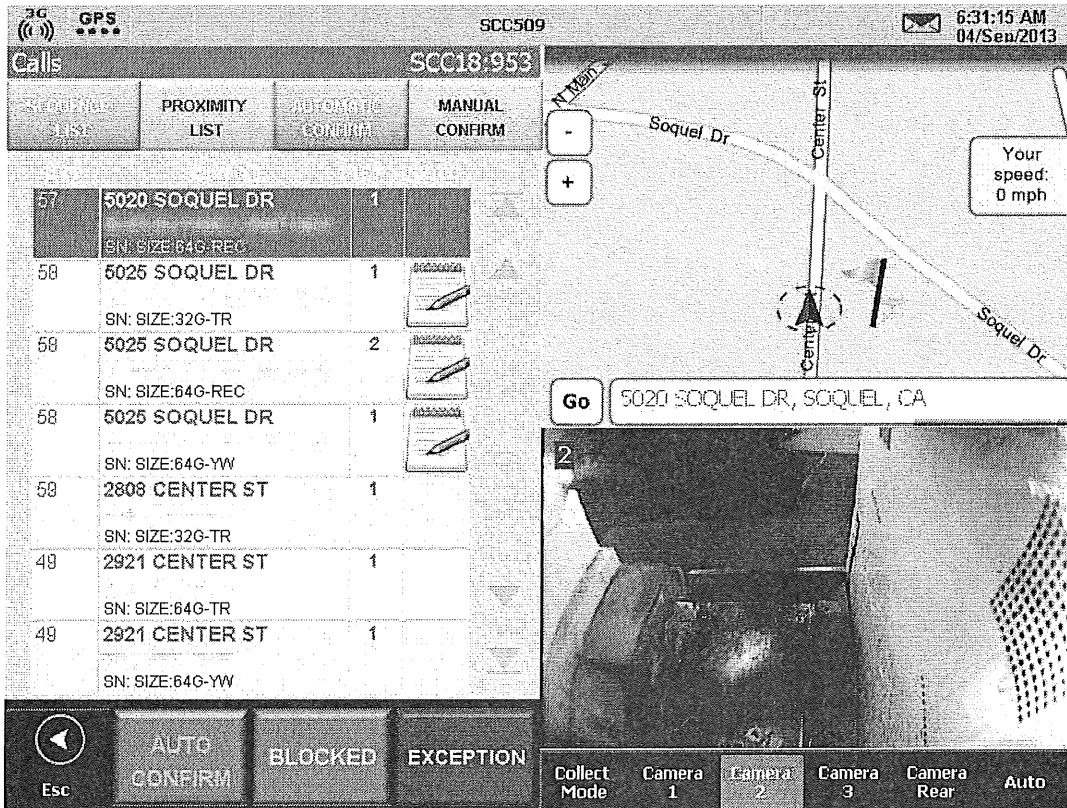 3G
GPS
SCC509
6:31:15 AM
04/Sep/2013
Calls
SCC18:953
SEQUENCE
LIST
PROXIMITY
LIST
AUTOMATIC
CONFIRM
MANUAL
CONFIRM
57
5020 SOQUEL DR
1
SN: SIZE:64G-REC
58
5025 SOQUEL DR
1
SN: SIZE:32G-TR
58
5025 SOQUEL DR
2
SN: SIZE:64G-REC
58
5025 SOQUEL DR
1
SN: SIZE:64G-YW
59
2808 CENTER ST
1
SN: SIZE:32G-TR
49
2921 CENTER ST
1
SN: SIZE:64G-TR
49
2921 CENTER ST
1
SN: SIZE:64G-YW
Esc
AUTO
CONFIRM
BLOCKED
EXCEPTION
N Main
Soquel Dr
Center St
-
+
Your
speed:
0 mph
Soquel Dr
Center
Go
5020 SOQUEL DR, SOQUEL, CA
2
Collect
Mode
Camera
1
Camera
2
Camera
3
Camera
Rear
Auto